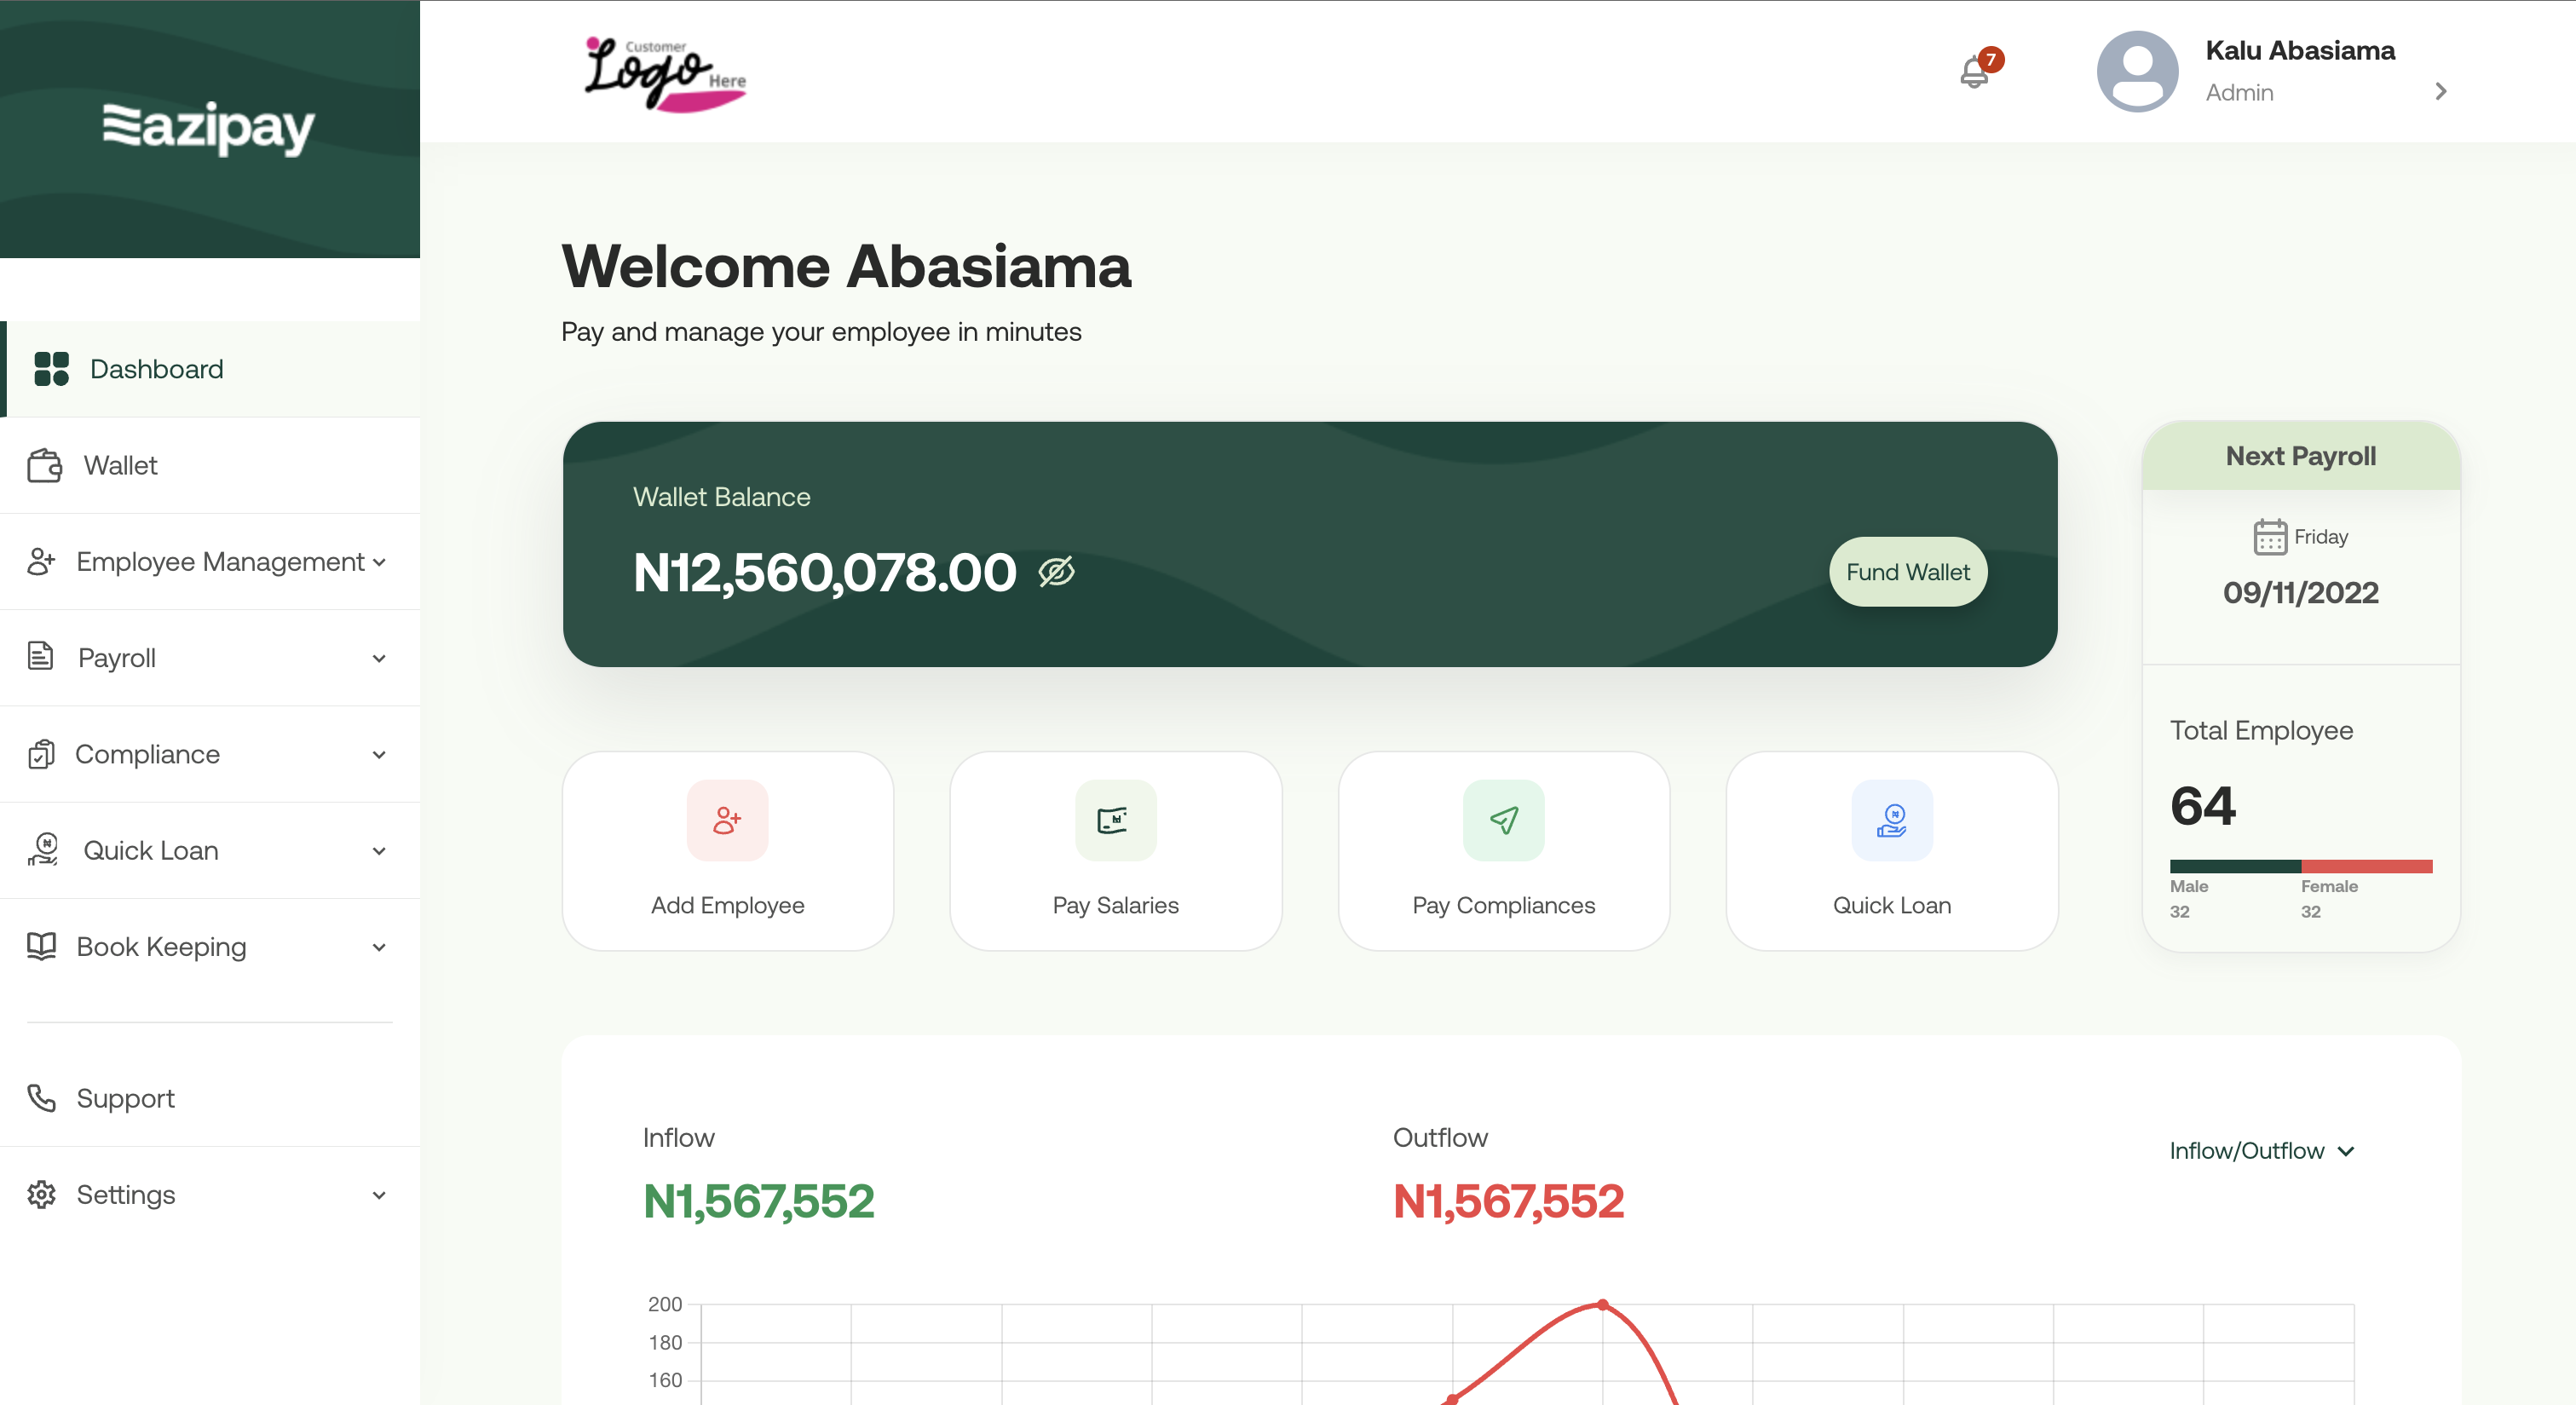 Eazipay
Customer
Logo
Here
7
Kalu Abasiama
Admin
Dashboard
Wallet
Employee Management
Payroll
Compliance
Quick Loan
Book Keeping
Support
Settings
Welcome Abasiama
Pay and manage your employee in minutes
Wallet Balance
N12,560,078.00
Fund Wallet
Next Payroll
Friday
09/11/2022
Total Employee
64
Male Female
32 32
Add Employee
Pay Salaries
Pay Compliances
Quick Loan
Inflow
N1,567,552
Outflow
N1,567,552
Inflow/Outflow
200
180
160